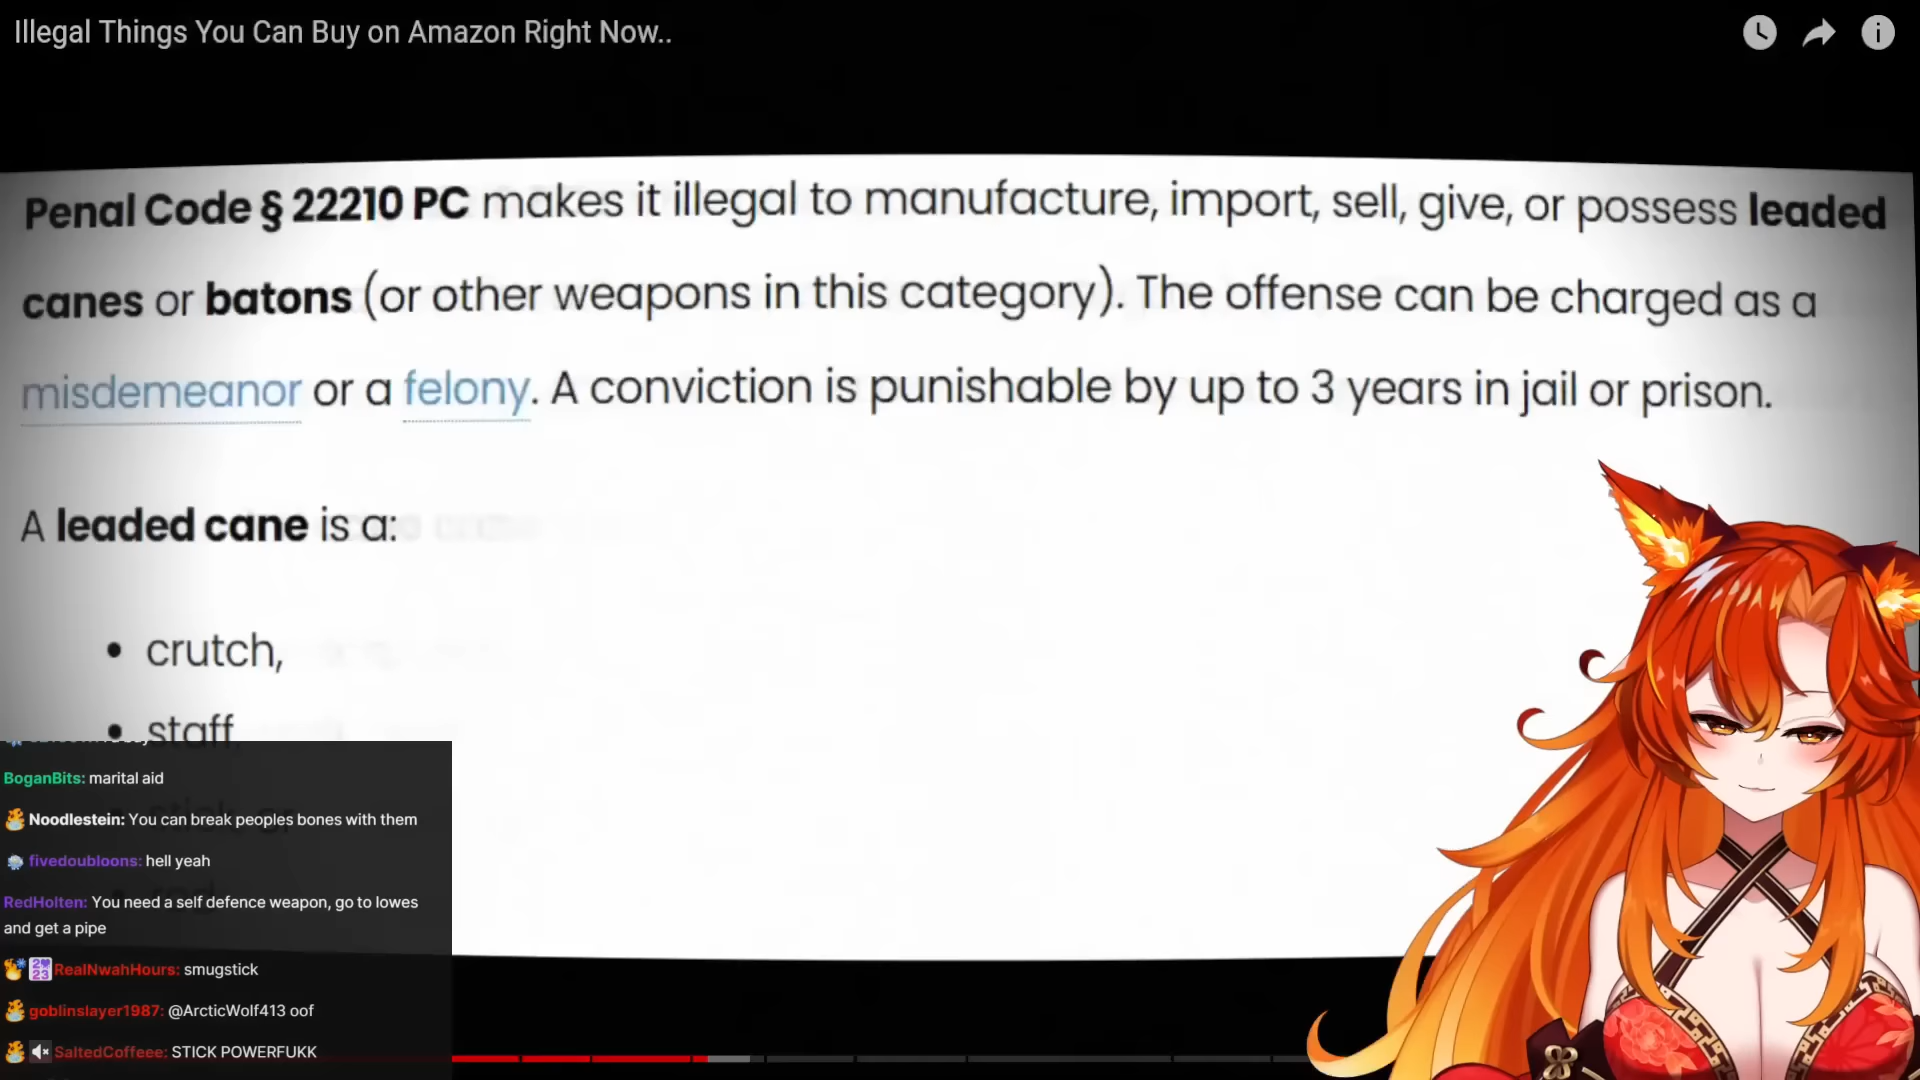 Illegal Things You Can Buy on Amazon Right Now..
Penal Code § 22210 PC makes it illegal to manufacture, import, sell, give, or possess leaded
canes or batons (or other weapons in this category). The offense can be charged as a
misdemeanor or a felony. A conviction is punishable by up to 3 years in jail or prison.
A leaded cane is a:
• crutch,
• staff,
BoganBits: marital aid
Noodlestein: You can break peoples bones with them
fivedoubloons: hell yeah
RedHolten: You need a self defence weapon, go to lowes
and get a pipe
RealNwahHours: smugstick
goblinslayer1987: @ArcticWolf413 oof
SaltedCoffeee: STICK POWERFUKK